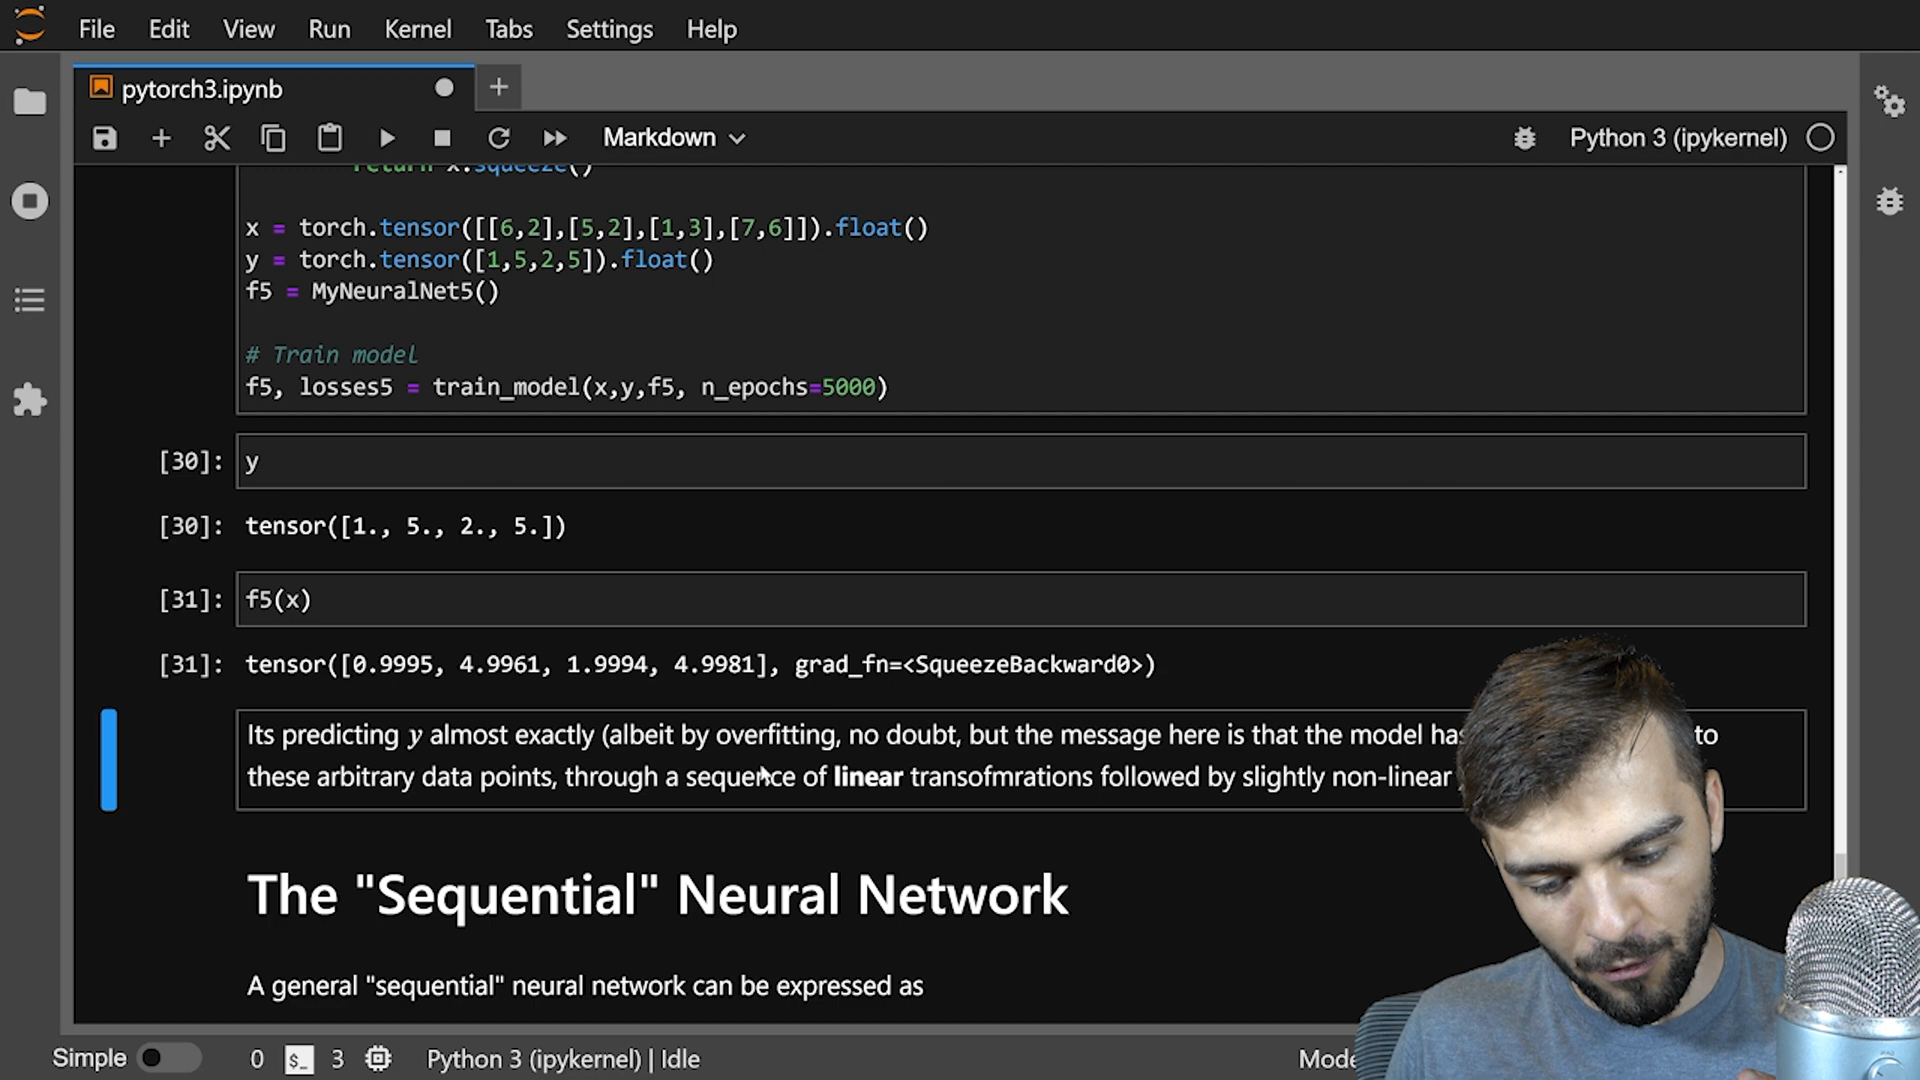 File Edit View Run Kernel Tabs Settings Help
pytorch3.ipynb
Markdown
Python 3 (ipykernel)
return x.squeeze()
x = torch.tensor([[6,2],[5,2],[1,3],[7,6]]).float()
y = torch.tensor([1,5,2,5]).float()
f5 = MyNeuralNet5()
# Train model
f5, losses5 = train_model(x,y,f5, n_epochs=5000)
[30]: y
[30]: tensor([1., 5., 2., 5.])
[31]: f5(x)
[31]: tensor([0.9995, 4.9961, 1.9994, 4.9981], grad_fn=<SqueezeBackward0>)
Its predicting y almost exactly (albeit by overfitting, no doubt, but the message here is that the model has to
these arbitrary data points, through a sequence of linear transofmrations followed by slightly non-linear
The "Sequential" Neural Network
A general "sequential" neural network can be expressed as
Simple 0 $_ 3 Python 3 (ipykernel) | Idle Mode